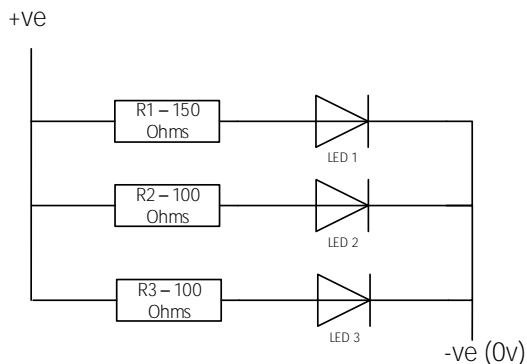 +ve
R1 – 150
Ohms
LED 1
R2 – 100
Ohms
LED 2
R3 – 100
Ohms
LED 3
-ve (0v)